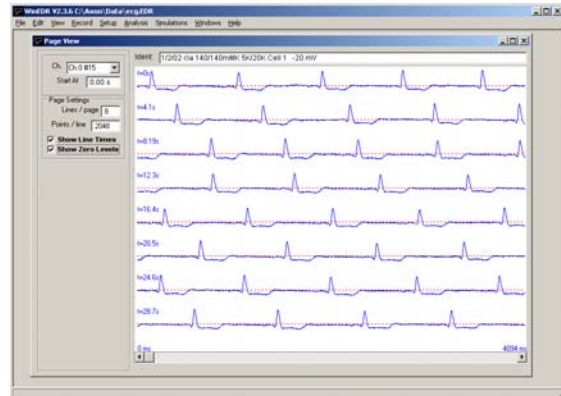 WinEDR V2.3.6 C:\Axon\Data\ecg.EDR
File Edit View Record Setup Analysis Simulations Windows Help
Page View
Ch. Ch.0 #15
Start At 0.00 s
Page Settings
Lines / page 8
Points / line 2048
Show Line Times
Show Zero Levels
Ident. 1/2/02 cla 140/140mMK 5k/20K Cell 1 -20 mV
t=0s
t=4.1s
t=8.19s
t=12.3s
t=16.4s
t=20.5s
t=24.6s
t=28.7s
0 ms 4094 ms